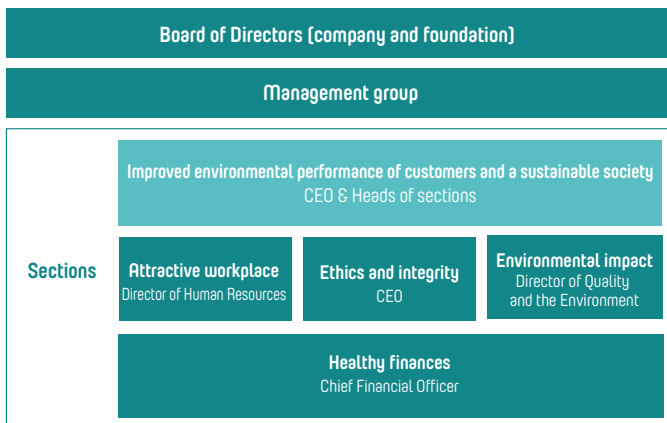 Board of Directors (company and foundation)
Management group
Improved environmental performance of customers and a sustainable society
CEO & Heads of sections
Sections
Attractive workplace
Director of Human Resources
Ethics and integrity
CEO
Environmental impact
Director of Quality
and the Environment
Healthy finances
Chief Financial Officer